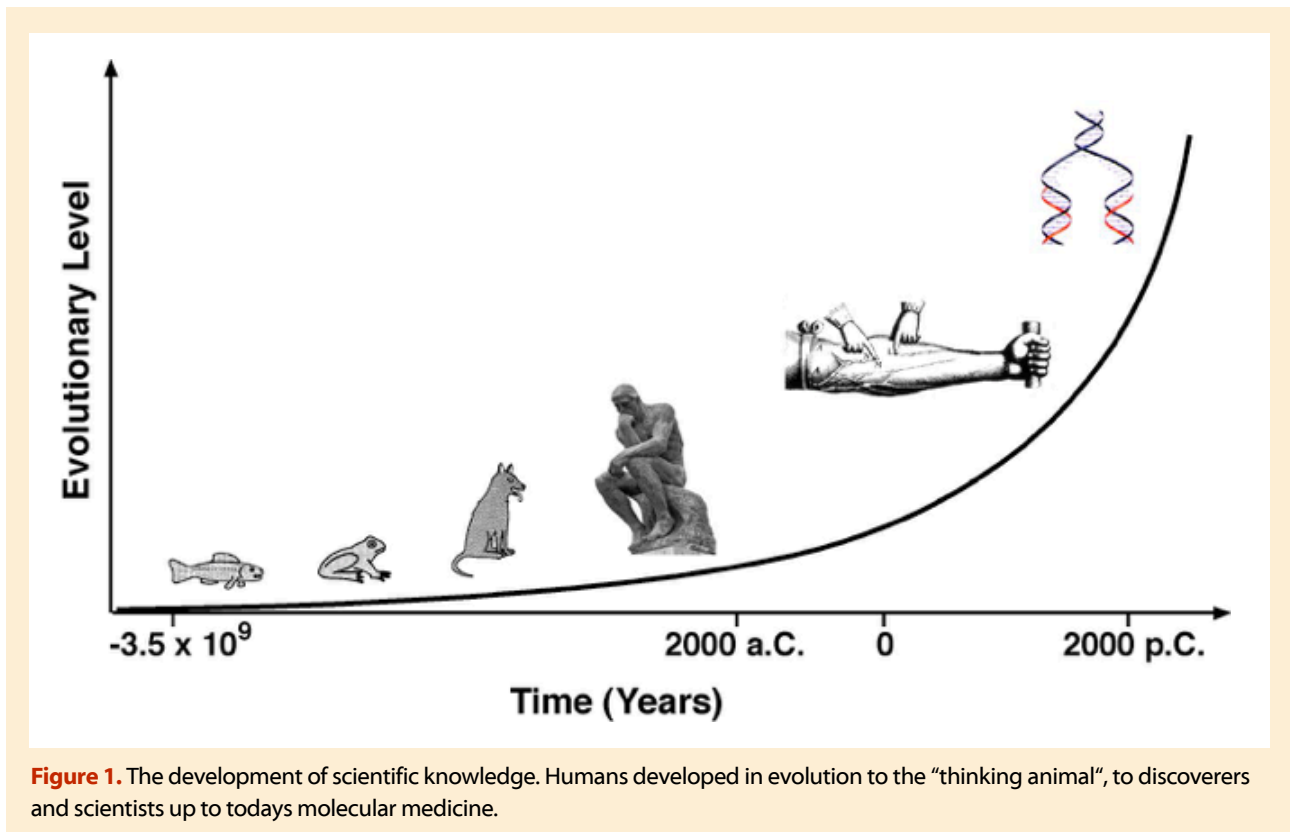 Evolutionary Level
-3.5 x 10⁹
2000 a.C.
0
2000 p.C.
Time (Years)
Figure 1. The development of scientific knowledge. Humans developed in evolution to the “thinking animal“, to discoverers
and scientists up to todays molecular medicine.